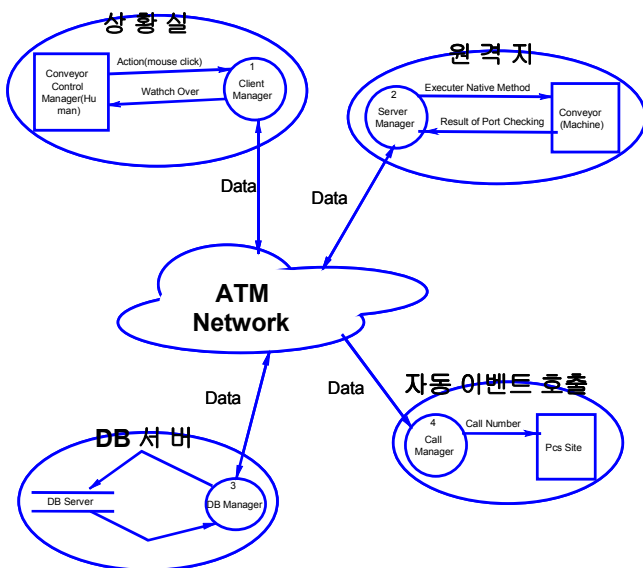 상 황 실
Conveyor
Control
Manager(Hu
man)
Action(mouse click)
Wathch Over
1
Client
Manager
원 격 지
2
Server
Manager
Executer Native Method
Result of Port Checking
Conveyor
(Machine)
Data
Data
ATM
Network
Data
Data
DB 서 버
DB Server
3
DB Manager
자동 이벤트 호출
4
Call
Manager
Call Number
Pcs Site